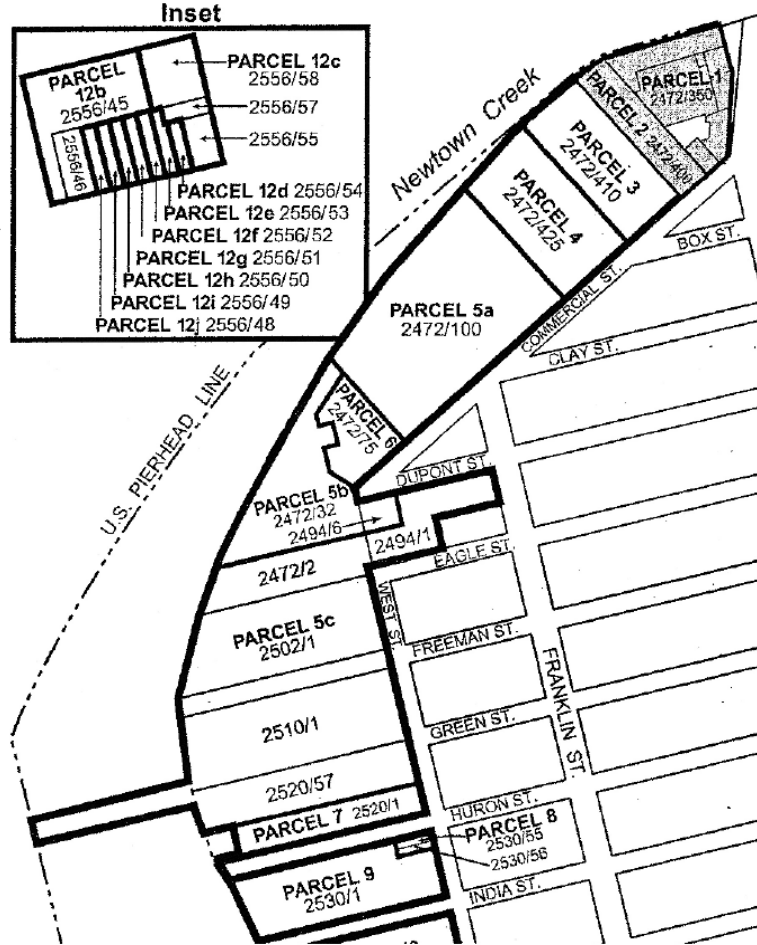 Inset
PARCEL
12b
2556/45
PARCEL 12c
2556/58
2556/57
2556/55
2556/46
PARCEL 12d 2556/54
PARCEL 12e 2556/53
PARCEL 12f 2556/52
PARCEL 12g 2556/51
PARCEL 12h 2556/50
PARCEL 12i 2556/49
PARCEL 12j 2556/48
Newtown Creek
PARCEL 1
2472/350
PARCEL 2 2472/400
PARCEL 3
2472/410
PARCEL 4
2472/425
BOX ST.
COMMERCIAL ST.
PARCEL 5a
2472/100
CLAY ST.
U.S. PIERHEAD LINE
PARCEL 6
2472/75
DUPONT ST.
PARCEL 5b
2472/32
2494/6
2494/1
EAGLE ST.
2472/2
WEST ST.
PARCEL 5c
2502/1
FREEMAN ST.
FRANKLIN ST.
2510/1
GREEN ST.
2520/57
HURON ST.
PARCEL 7 2520/1
PARCEL 8
2530/55
2530/56
PARCEL 9
2530/1
INDIA ST.